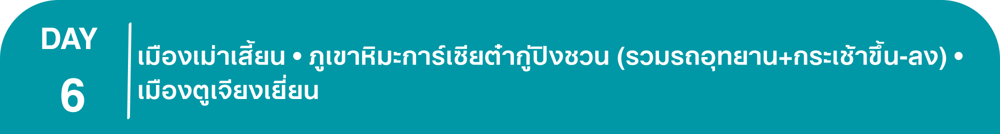 DAY
6
เมืองเม่าเสี้ยน • ภูเขาหิมะการ์เซียต๋ากู่ปิงชวน (รวมรถอุทยาน+กระเช้าขึ้น-ลง) •
เมืองตูเจียงเยี่ยน